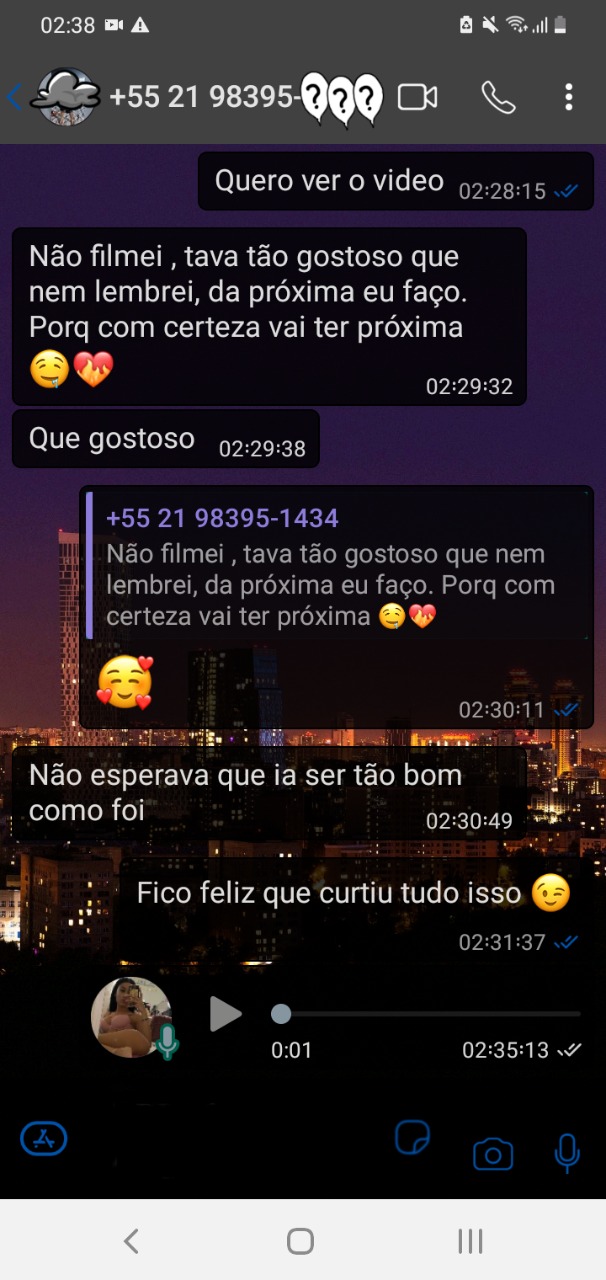 02:38
+55 21 98395-???
Quero ver o video 02:28:15
Não filmei , tava tão gostoso que
nem lembrei, da próxima eu faço.
Porq com certeza vai ter próxima
🤤❤️‍🔥
02:29:32
Que gostoso 02:29:38
+55 21 98395-1434
Não filmei , tava tão gostoso que nem
lembrei, da próxima eu faço. Porq com
certeza vai ter próxima 🤤❤️‍🔥
🥰
02:30:11
Não esperava que ia ser tão bom
como foi
02:30:49
Fico feliz que curtiu tudo isso 😉
02:31:37
0:01 02:35:13